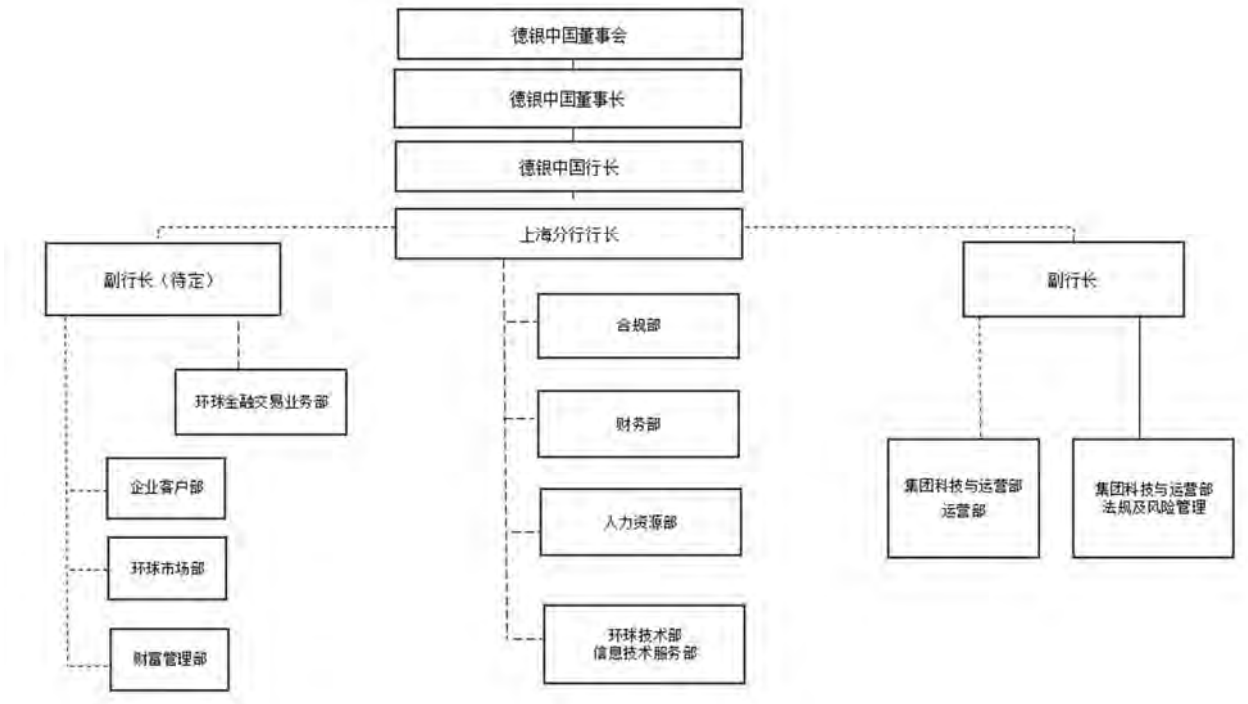 德银中国董事会
德银中国董事长
德银中国行长
上海分行行长
副行长（待定）
副行长
合规部
环球金融交易业务部
财务部
企业客户部
集团科技与运营部
运营部
集团科技与运营部
法规及风险管理
人力资源部
环球市场部
环球技术部
信息技术服务部
财富管理部